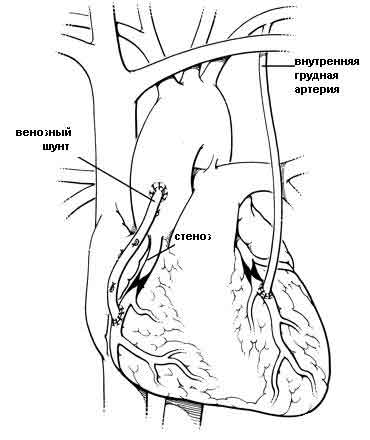 внутренняя
грудная
артерия
венозный
шунт
стеноз